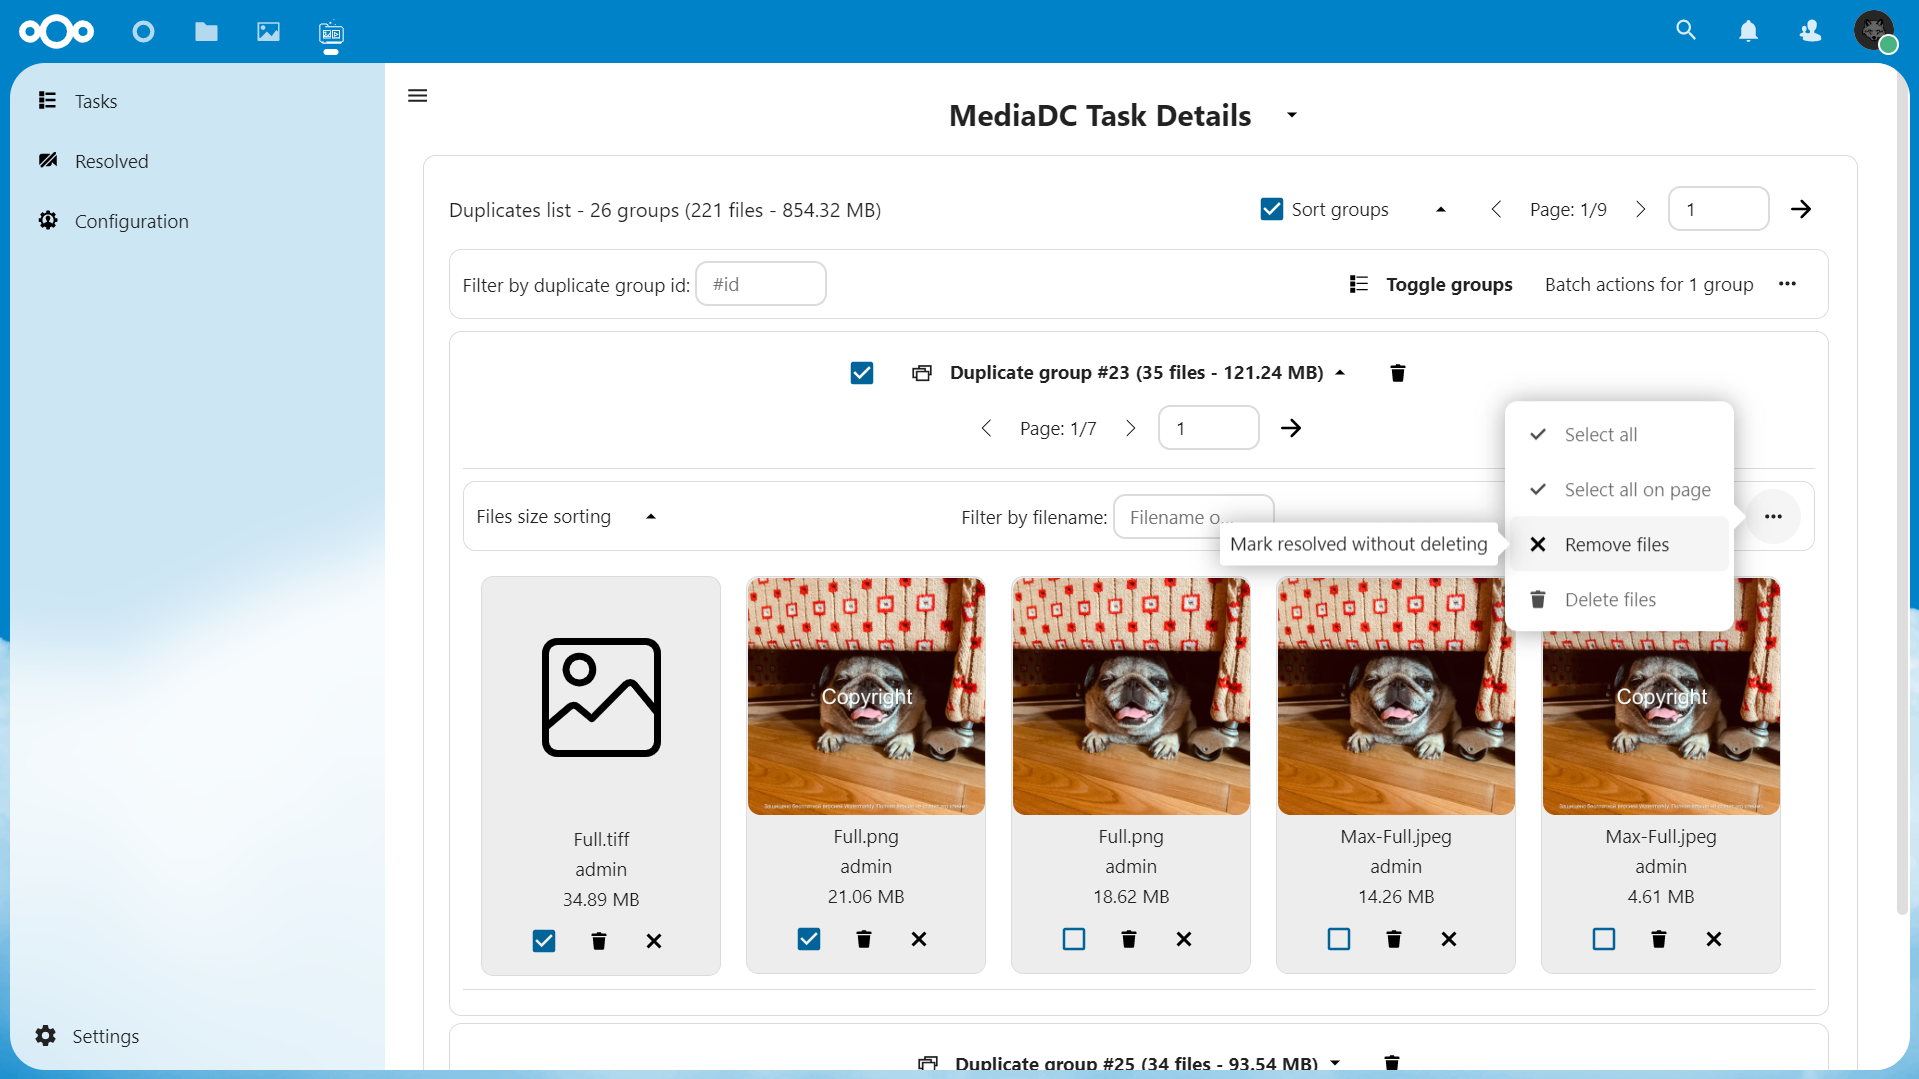 Tasks
Resolved
Configuration
Settings
MediaDC Task Details
Duplicates list - 26 groups (221 files - 854.32 MB)
Sort groups
Page: 1/9
1
Filter by duplicate group id: #id
Toggle groups
Batch actions for 1 group
Duplicate group #23 (35 files - 121.24 MB)
Page: 1/7
1
Files size sorting
Filter by filename: Filename o...
Select all
Select all on page
Mark resolved without deleting
Remove files
Delete files
Copyright
Copyright
Full.tiff
admin
34.89 MB
Full.png
admin
21.06 MB
Full.png
admin
18.62 MB
Max-Full.jpeg
admin
14.26 MB
Max-Full.jpeg
admin
4.61 MB
Duplicate group #25 (34 files - 93.54 MB)